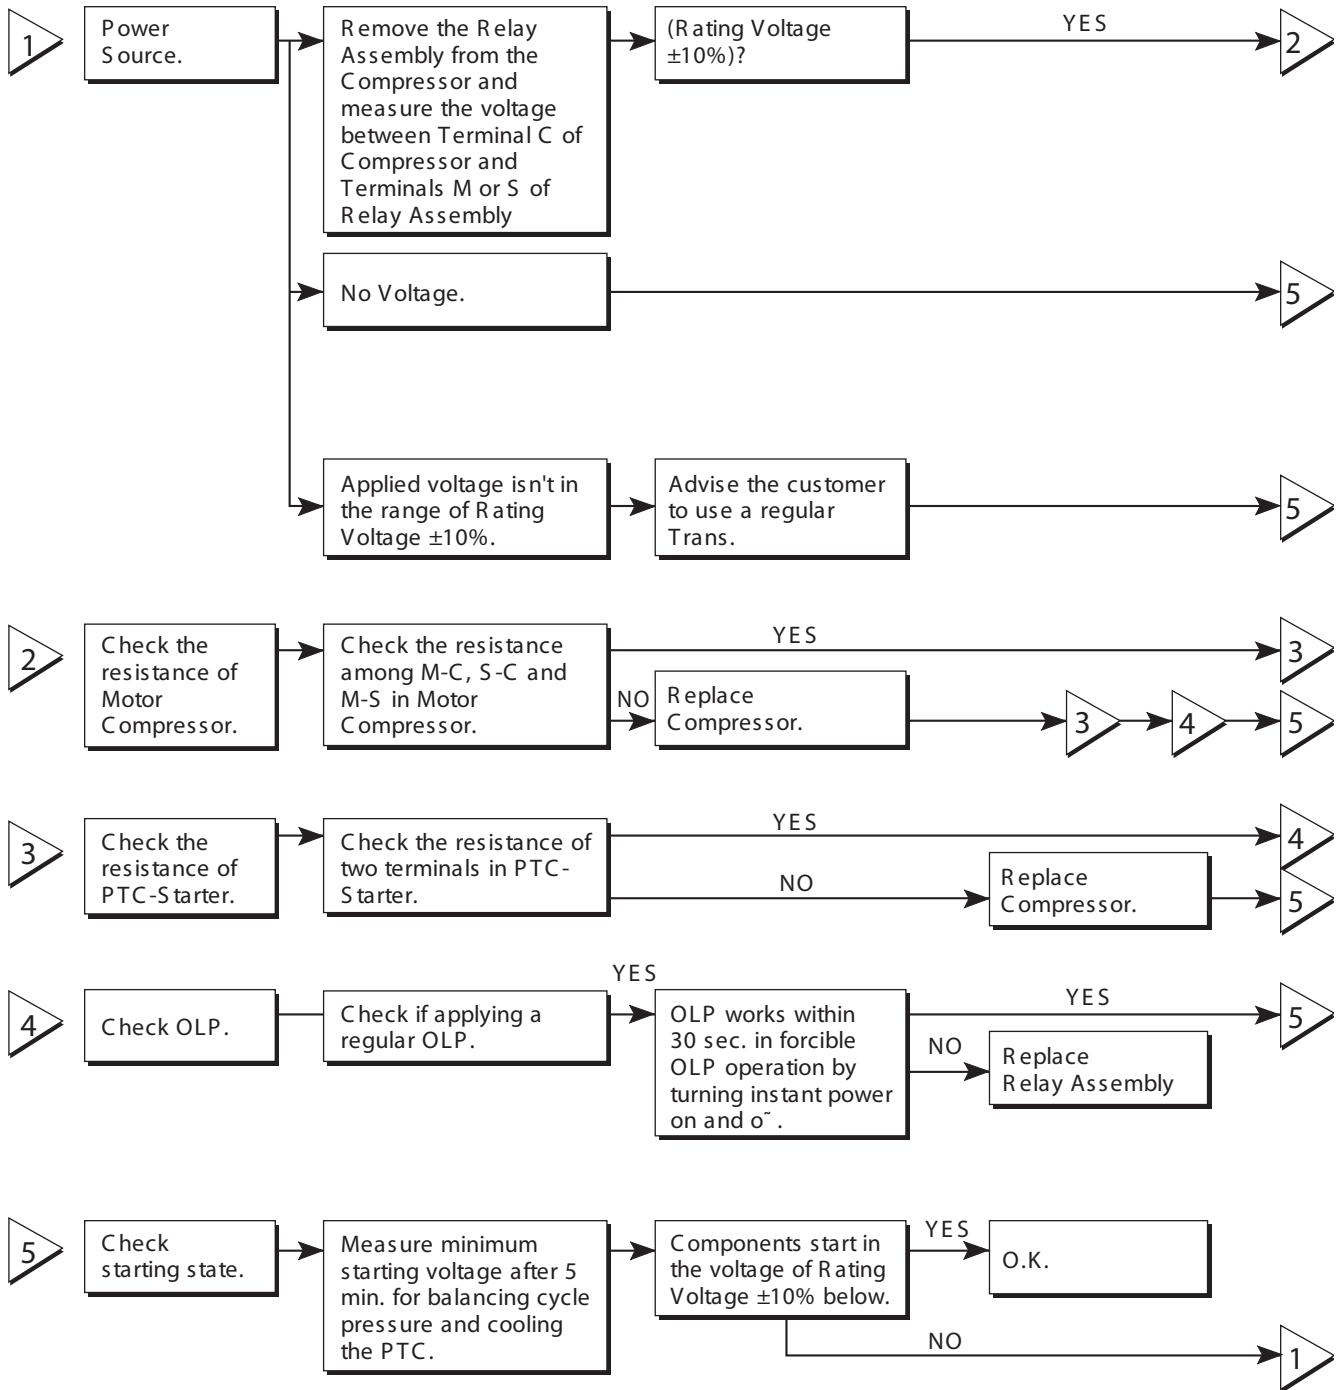 1
Power
Source.
Remove the Relay
Assembly from the
Compressor and
measure the voltage
between Terminal C of
Compressor and
Terminals M or S of
Relay Assembly
(Rating Voltage
±10%)?
YES
2
No Voltage.
5
Applied voltage isn't in
the range of Rating
Voltage ±10%.
Advise the customer
to use a regular
Trans.
5
2
Check the
resistance of
Motor
Compressor.
Check the resistance
among M-C, S-C and
M-S in Motor
Compressor.
YES
3
NO
Replace
Compressor.
3
4
5
3
Check the
resistance of
PTC-Starter.
Check the resistance of
two terminals in PTC-
Starter.
YES
4
NO
Replace
Compressor.
5
4
Check OLP.
Check if applying a
regular OLP.
YES
OLP works within
30 sec. in forcible
OLP operation by
turning instant power
on and o˜ .
YES
5
NO
Replace
Relay Assembly
5
Check
starting state.
Measure minimum
starting voltage after 5
min. for balancing cycle
pressure and cooling
the PTC.
Components start in
the voltage of Rating
Voltage ±10% below.
YES
O.K.
NO
1